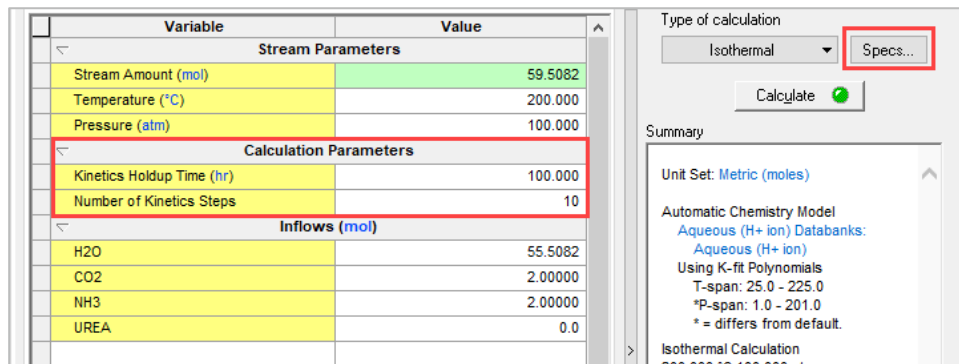 Variable Value
Stream Parameters
Stream Amount (mol) 59.5082
Temperature (°C) 200.000
Pressure (atm) 100.000
Calculation Parameters
Kinetics Holdup Time (hr) 100.000
Number of Kinetics Steps 10
Inflows (mol)
H2O 55.5082
CO2 2.00000
NH3 2.00000
UREA 0.0
Type of calculation
Isothermal Specs...
Calculate
Summary
Unit Set: Metric (moles)
Automatic Chemistry Model
Aqueous (H+ ion) Databanks:
Aqueous (H+ ion)
Using K-fit Polynomials
T-span: 25.0 - 225.0
*P-span: 1.0 - 201.0
* = differs from default.
Isothermal Calculation